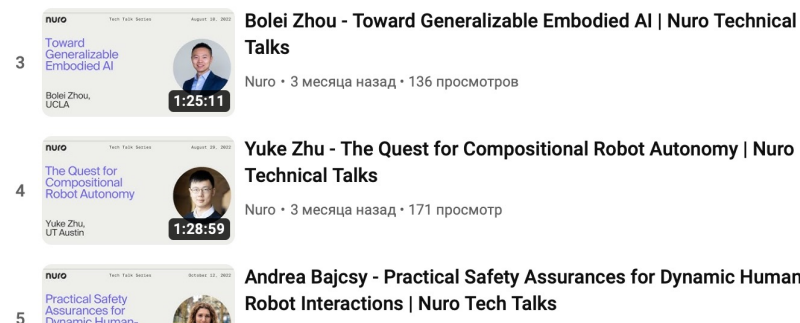 3
nuro Tech Talk Series August 18, 2022
Toward
Generalizable
Embodied AI
Bolei Zhou,
UCLA
1:25:11
Bolei Zhou - Toward Generalizable Embodied AI | Nuro Technical
Talks
Nuro • 3 месяца назад • 136 просмотров
4
nuro Tech Talk Series August 29, 2022
The Quest for
Compositional
Robot Autonomy
Yuke Zhu,
UT Austin
1:28:59
Yuke Zhu - The Quest for Compositional Robot Autonomy | Nuro
Technical Talks
Nuro • 3 месяца назад • 171 просмотр
5
nuro Tech Talk Series October 12, 2022
Practical Safety
Assurances for
Dynamic Human-
Andrea Bajcsy - Practical Safety Assurances for Dynamic Human
Robot Interactions | Nuro Tech Talks